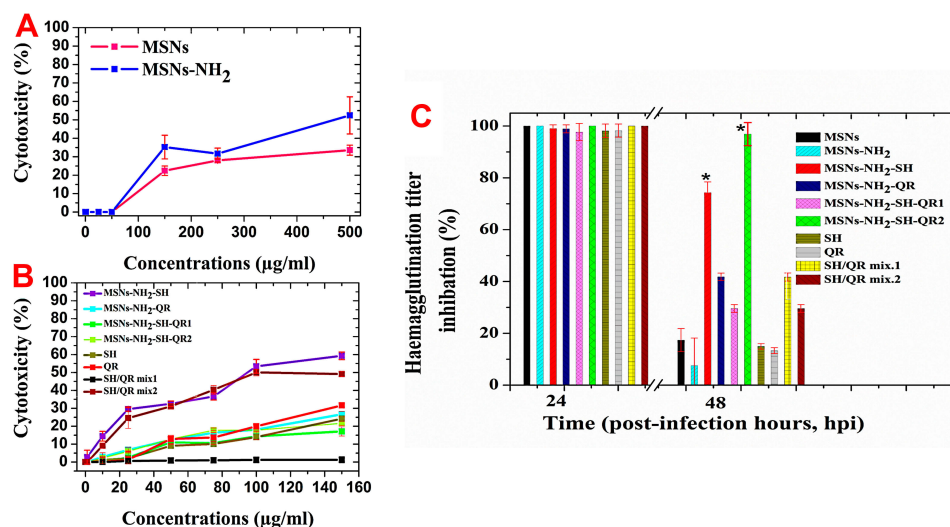 A
Cytotoxicity (%)
100
90
80
70
60
50
40
30
20
10
0
MSNs
MSNs-NH2
0 100 200 300 400 500
Concentrations (µg/ml)
B
Cytotoxicity (%)
100
90
80
70
60
50
40
30
20
10
0
MSNs-NH2-SH
MSNs-NH2-QR
MSNs-NH2-SH-QR1
MSNs-NH2-SH-QR2
SH
QR
SH/QR mix1
SH/QR mix2
0 20 40 60 80 100 120 140 160
Concentrations (µg/ml)
C
Haemagglutination titer
inhibation (%)
100
80
60
40
20
0
*
*
MSNs
MSNs-NH2
MSNs-NH2-SH
MSNs-NH2-QR
MSNs-NH2-SH-QR1
MSNs-NH2-SH-QR2
SH
QR
SH/QR mix.1
SH/QR mix.2
24 48
Time (post-infection hours, hpi)